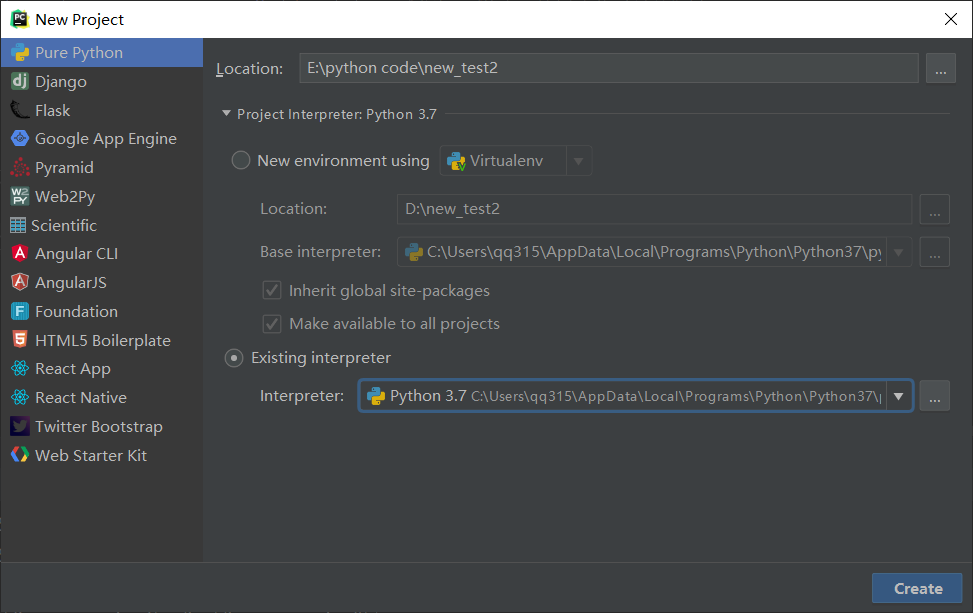 New Project
Pure Python
Django
Flask
Google App Engine
Pyramid
Web2Py
Scientific
Angular CLI
AngularJS
Foundation
HTML5 Boilerplate
React App
React Native
Twitter Bootstrap
Web Starter Kit
Location: E:\python code\new_test2 ...
Project Interpreter: Python 3.7
New environment using Virtualenv
Location: D:\new_test2 ...
Base interpreter: C:\Users\qq315\AppData\Local\Programs\Python\Python37\py ...
Inherit global site-packages
Make available to all projects
Existing interpreter
Interpreter: Python 3.7 C:\Users\qq315\AppData\Local\Programs\Python\Python37\ ...
Create